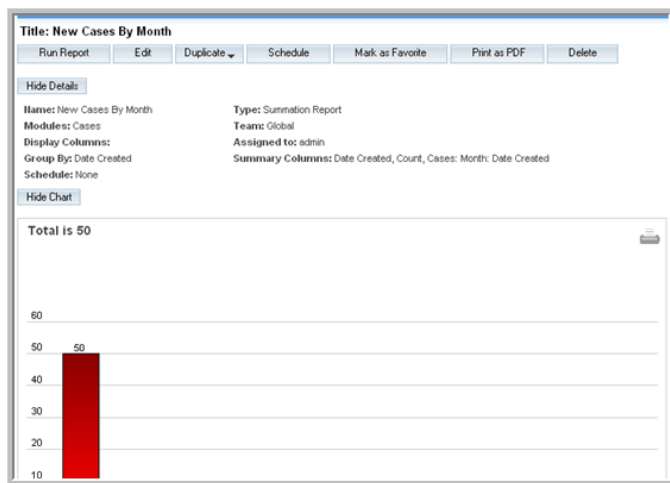 Title: New Cases By Month
Run Report Edit Duplicate Schedule Mark as Favorite Print as PDF Delete
Hide Details
Name: New Cases By Month Type: Summation Report
Modules: Cases Team: Global
Display Columns: Assigned to: admin
Group By: Date Created Summary Columns: Date Created, Count, Cases: Month: Date Created
Schedule: None
Hide Chart
Total is 50
60
50 50
40
30
20
10